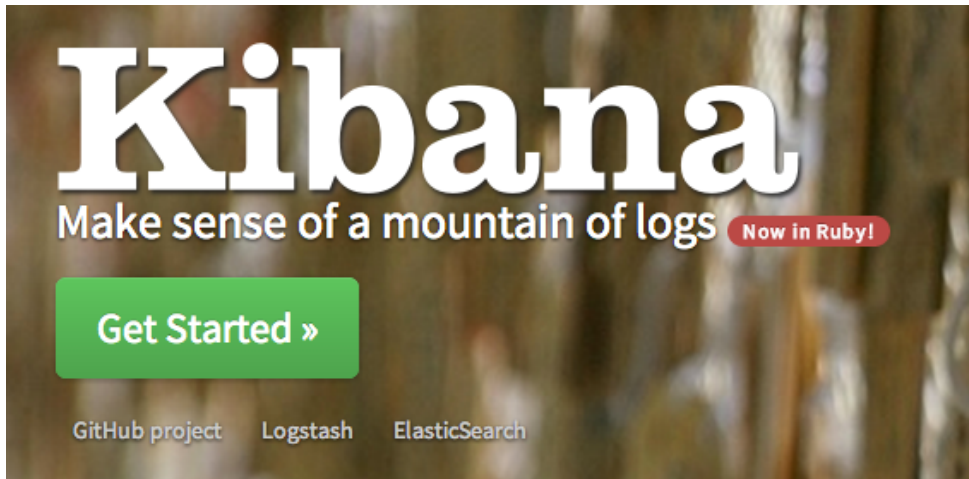 Kibana
Make sense of a mountain of logs Now in Ruby!
Get Started »
GitHub project Logstash ElasticSearch